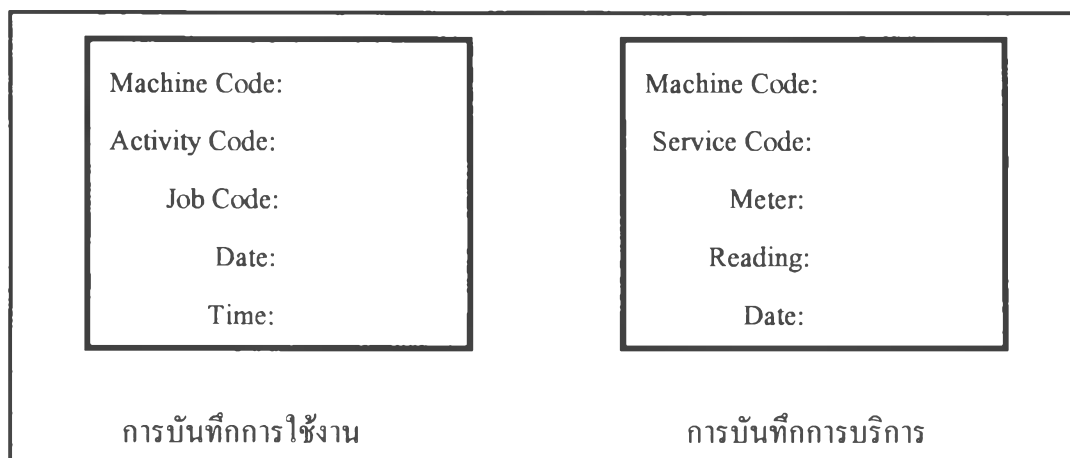 Machine Code:
Activity Code:
Job Code:
Date:
Time:
การบันทึกการใช้งาน
Machine Code:
Service Code:
Meter:
Reading:
Date:
การบันทึกการบริการ